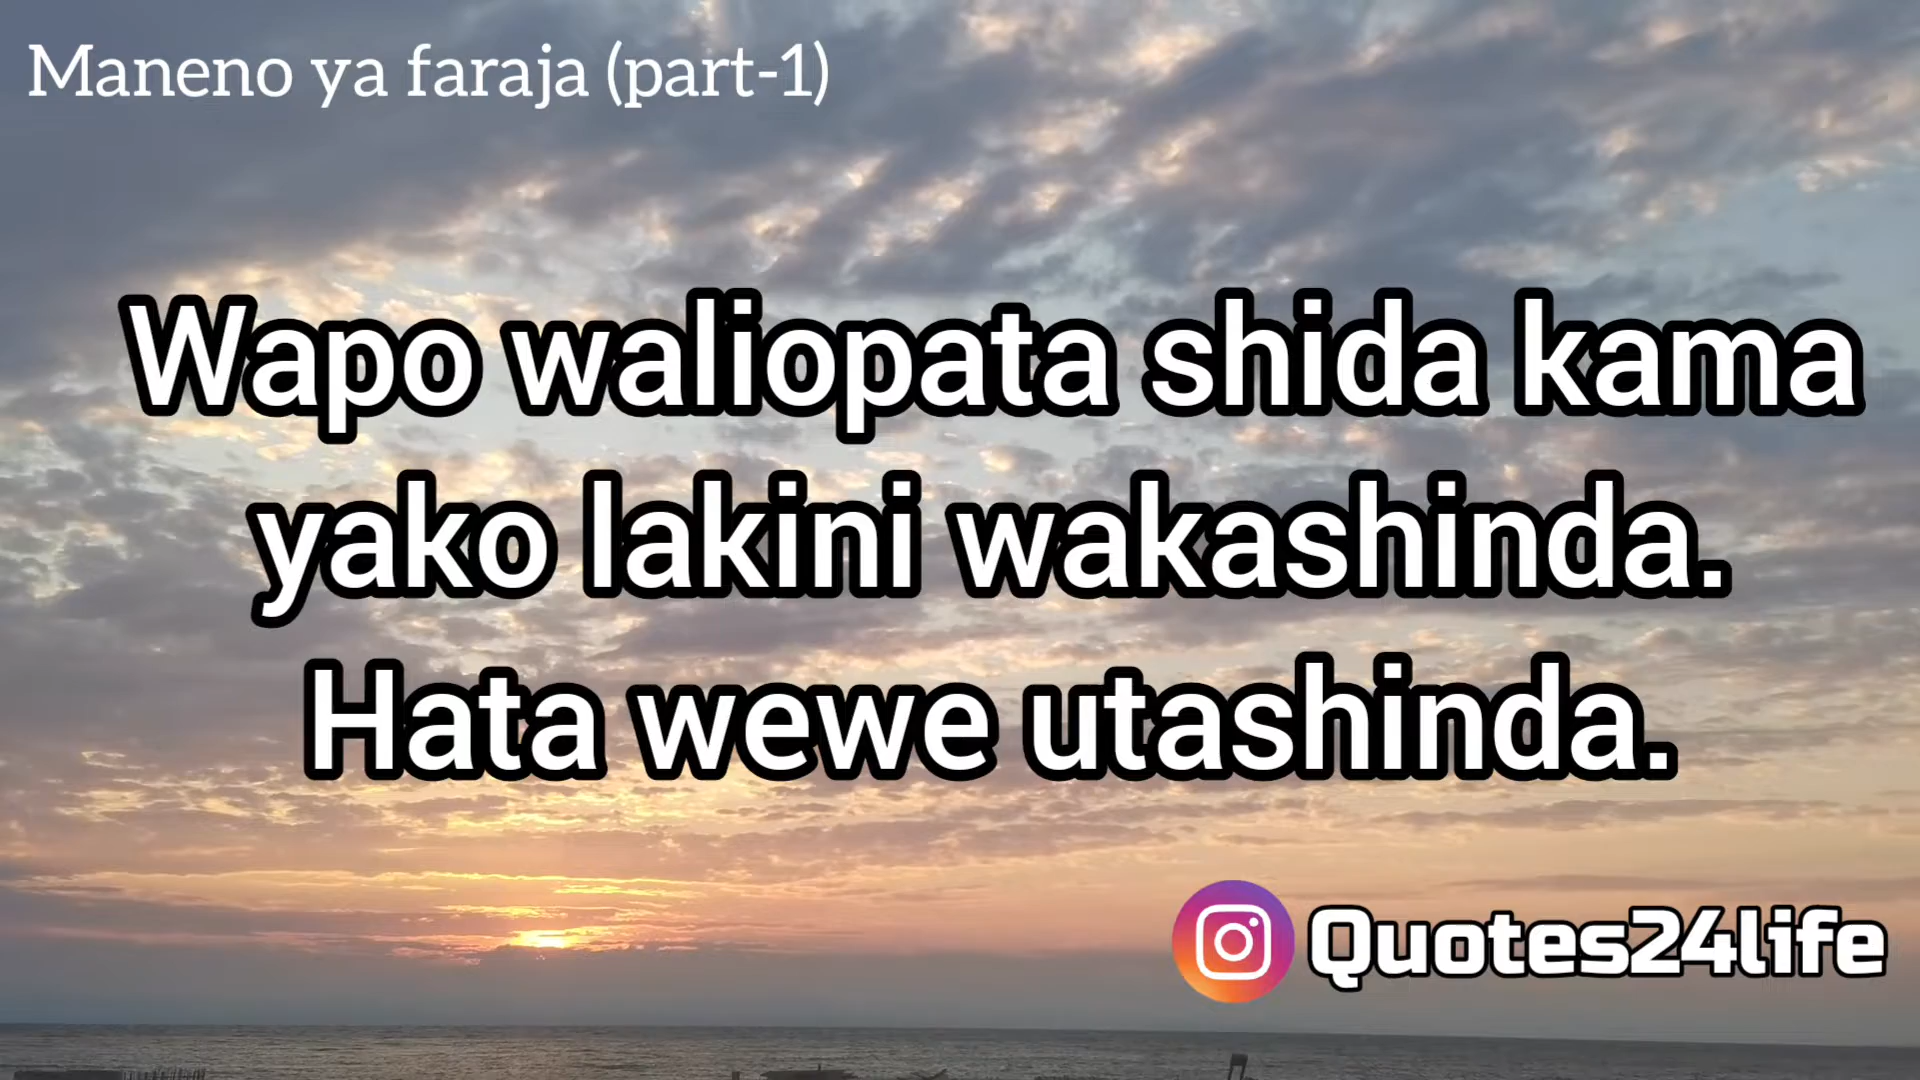 Maneno ya faraja (part-1)
Wapo waliopata shida kama
yako lakini wakashinda.
Hata wewe utashinda.
Quotes24life